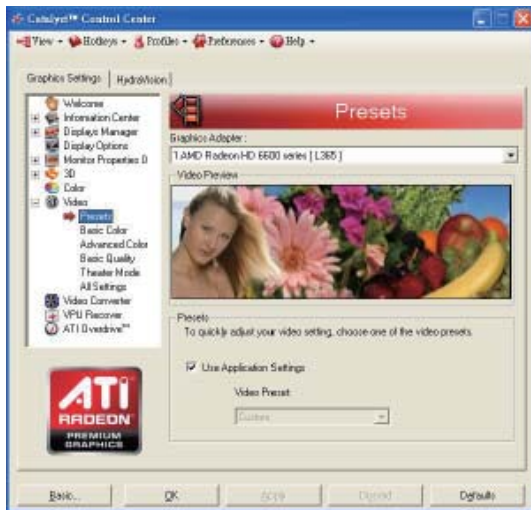 Catalyst™ Control Center
View Hotkeys Profiles Preferences Help
Graphics Settings HydraVision
Welcome
Information Center
Displays Manager
Display Options
Monitor Properties 0
3D
Color
Video
Presets
Basic Color
Advanced Color
Basic Quality
Theater Mode
All Settings
Video Converter
VPU Recover
ATI Overdrive™
ATI
RADEON
PREMIUM
GRAPHICS
Presets
Graphics Adapter :
1.AMD Radeon HD 6600 series [ L365 ]
Video Preview
Presets
To quickly adjust your video setting, choose one of the video presets.
Use Application Settings
Video Preset:
Custom
Basic... OK Apply Discard Defaults